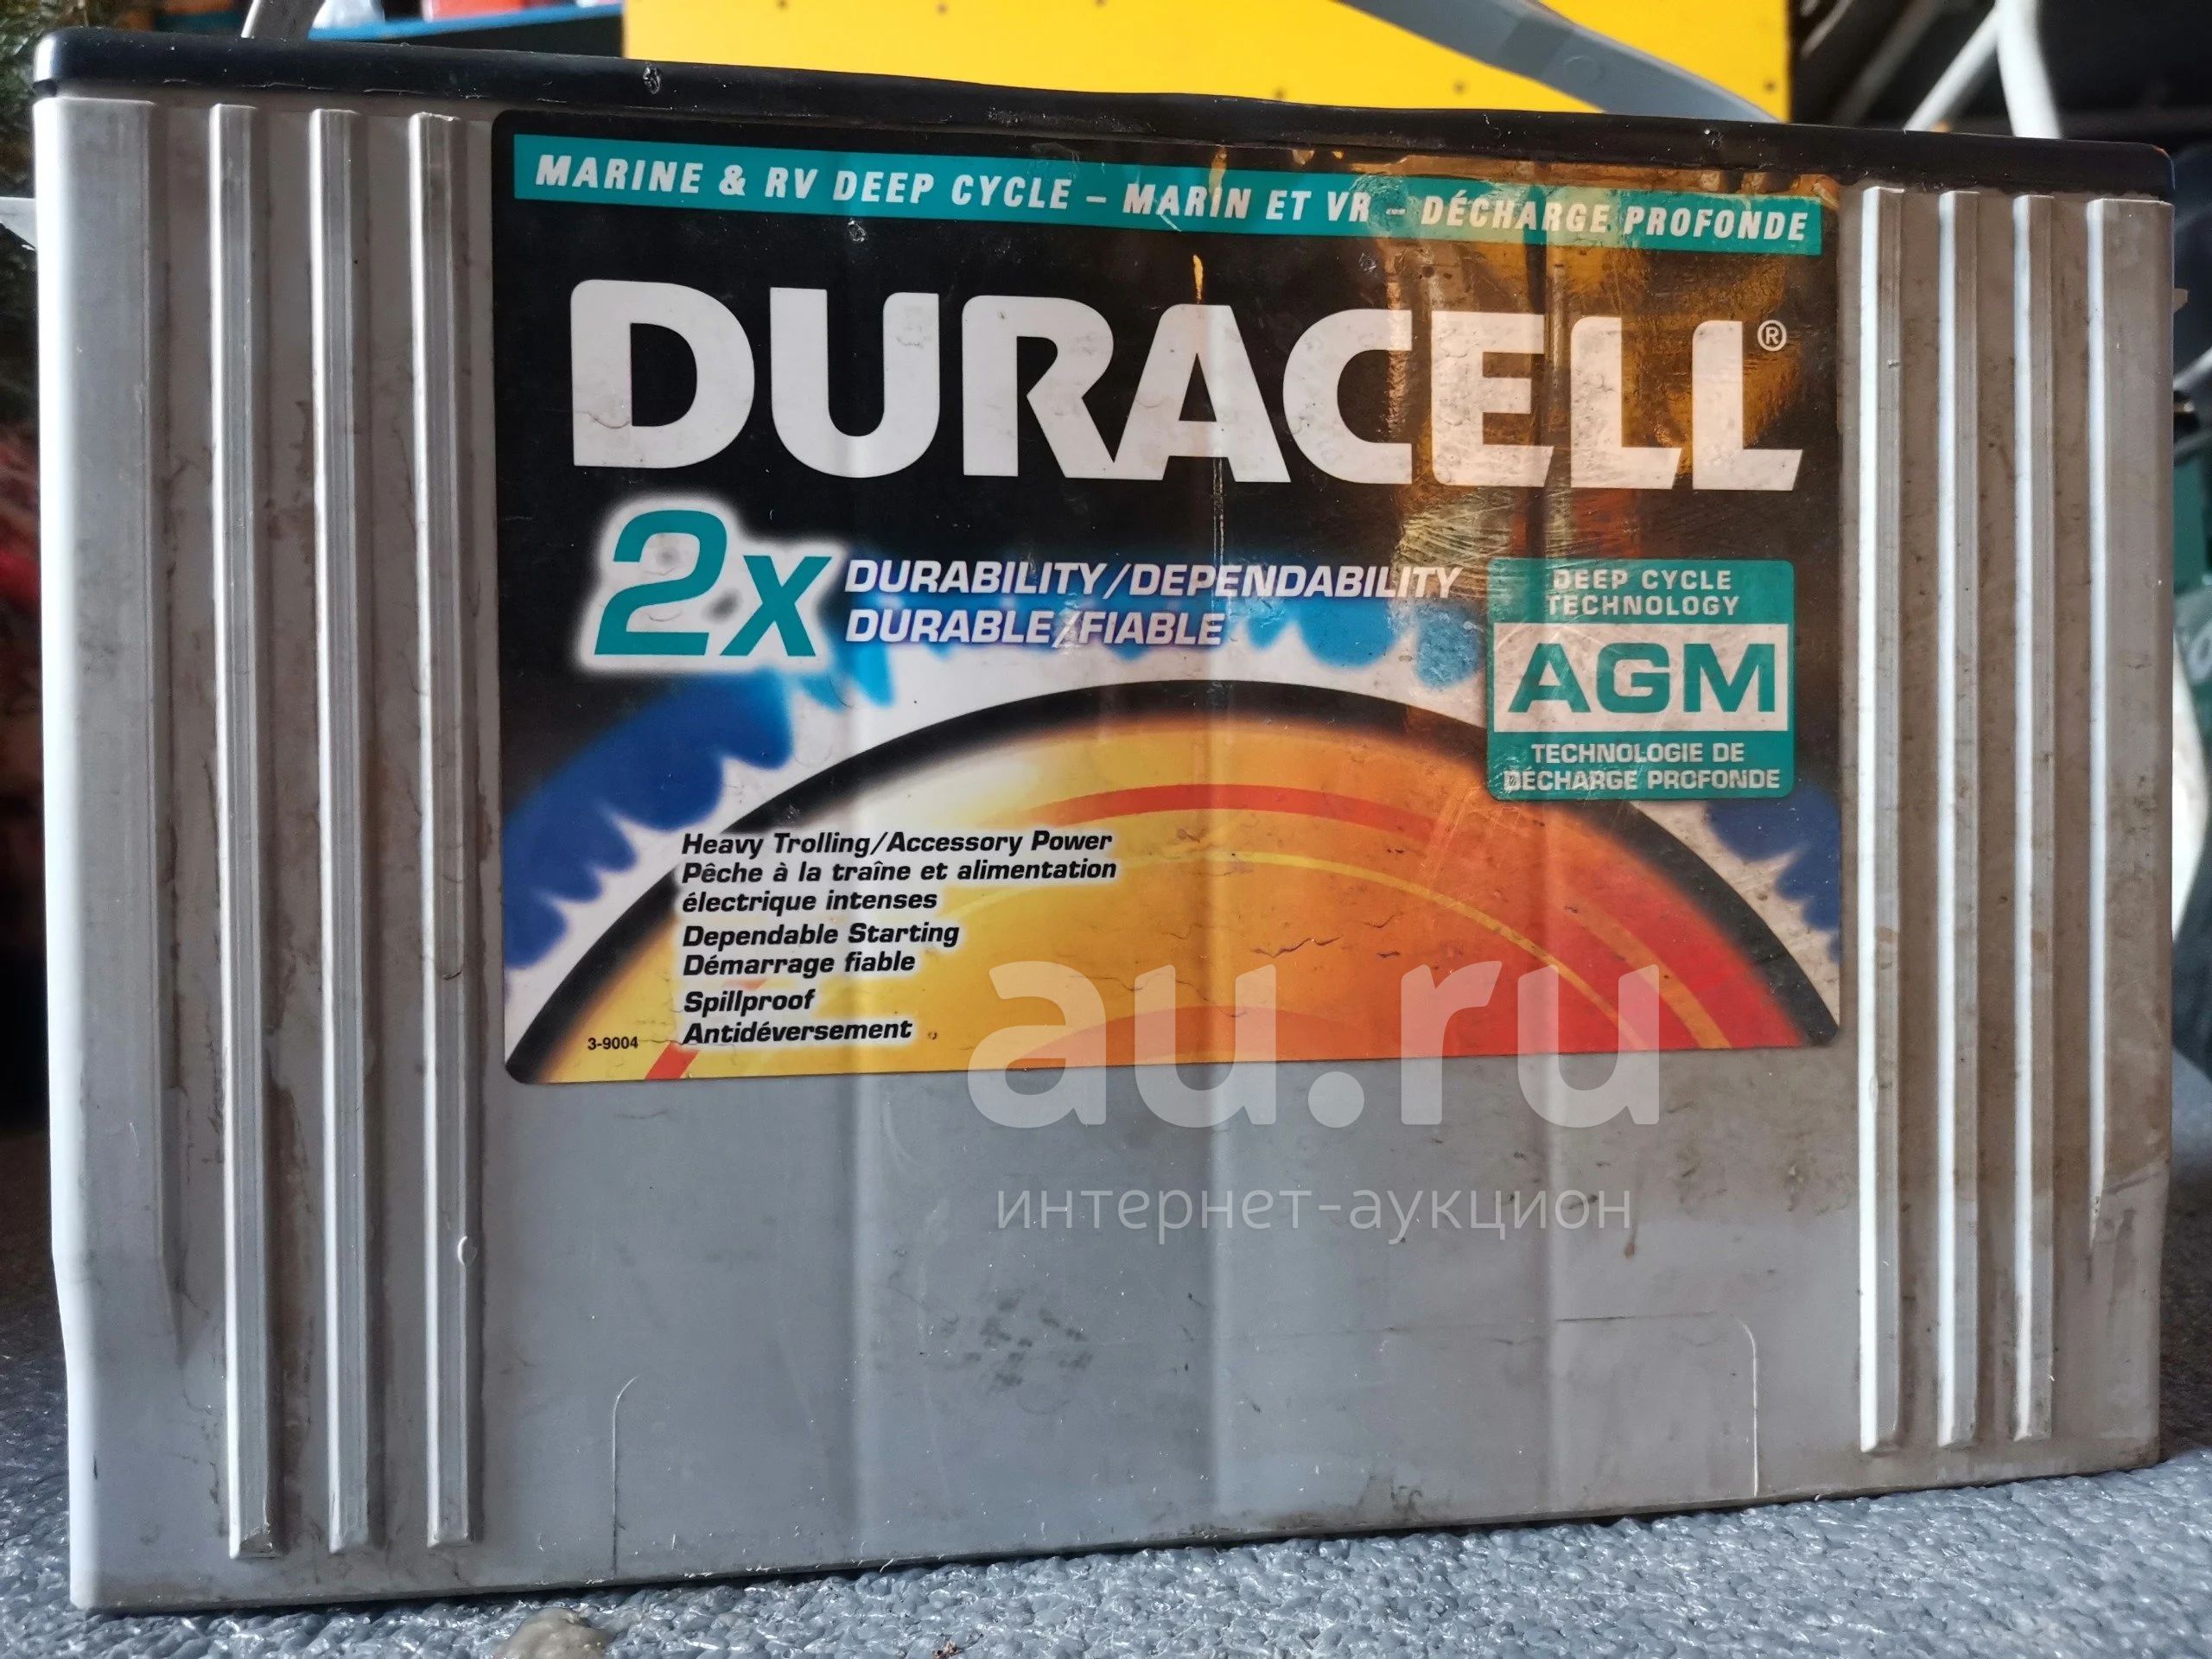 MARINE & RV DEEP CYCLE – MARIN ET VR – DÉCHARGE PROFONDE
DURACELL®
2x DURABILITY/DEPENDABILITY
DURABLE/FIABLE
DEEP CYCLE
TECHNOLOGY
AGM
TECHNOLOGIE DE
DÉCHARGE PROFONDE
Heavy Trolling/Accessory Power
Pêche à la traîne et alimentation
électrique intenses
Dependable Starting
Démarrage fiable
Spillproof
Antidéversement
3-9004
au.ru
интернет-аукцион